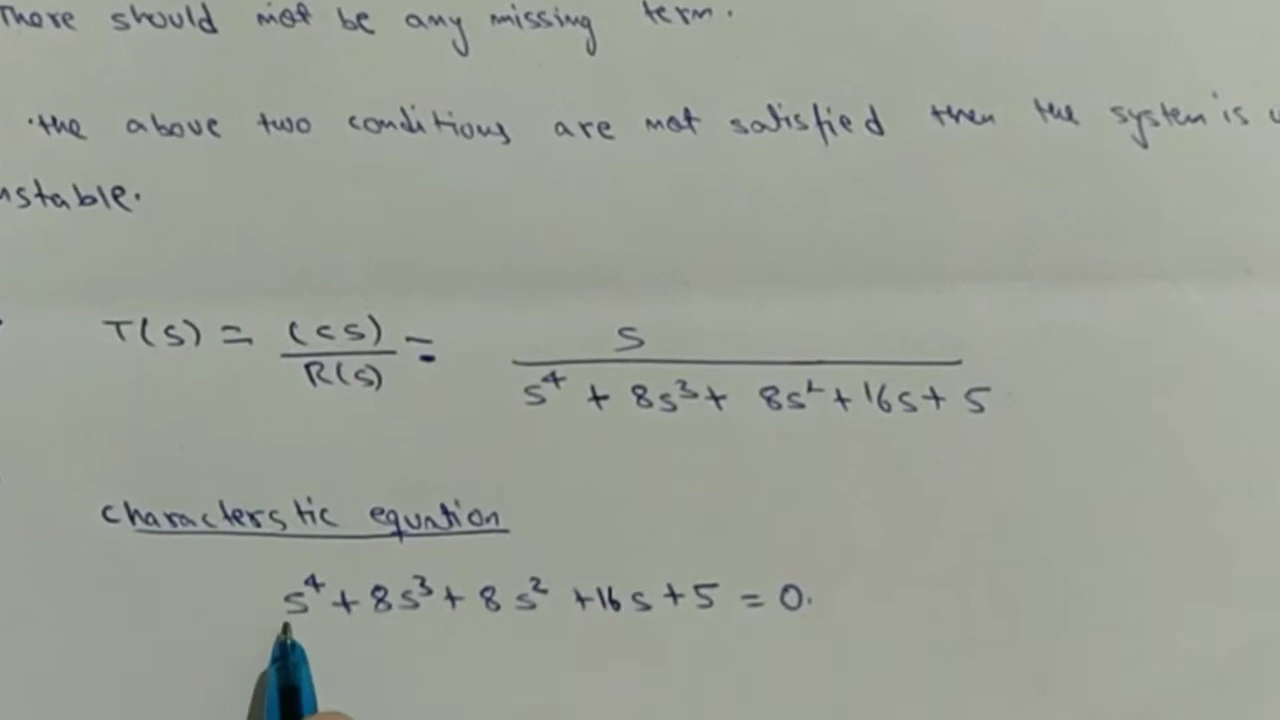 There should not be any missing term.
the above two conditions are not satisfied then the system is u
nstable.
T(s) = (cs) / R(s) = s / s⁴ + 8s³ + 8s² + 16s + 5
characterstic equation
s⁴ + 8s³ + 8s² + 16s + 5 = 0.